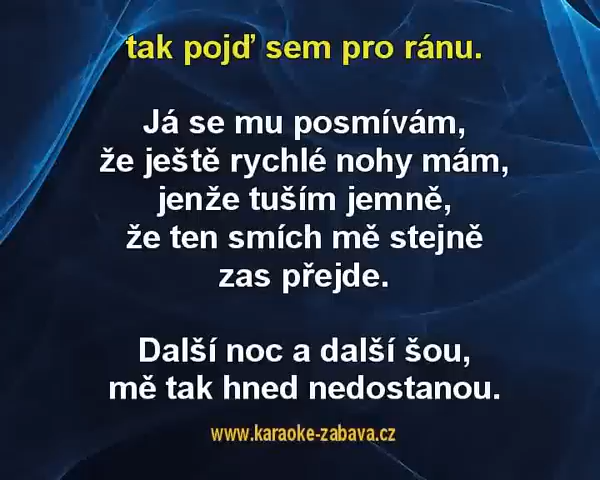 tak pojď sem pro ránu.
Já se mu posmívám,
že ještě rychlé nohy mám,
jenže tuším jemně,
že ten smích mě stejně
zas přejde.
Další noc a další šou,
mě tak hned nedostanou.
www.karaoke-zabava.cz